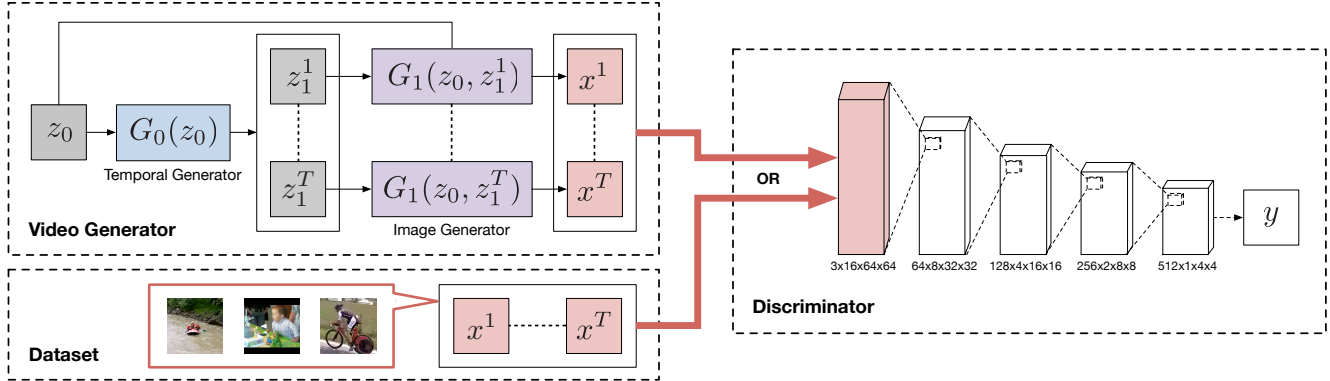 z_0
G_0(z_0)
Temporal Generator
z_1^1
z_1^T
G_1(z_0, z_1^1)
G_1(z_0, z_1^T)
Image Generator
x^1
x^T
Video Generator
x^1
x^T
Dataset
OR
3x16x64x64
64x8x32x32
128x4x16x16
256x2x8x8
512x1x4x4
y
Discriminator